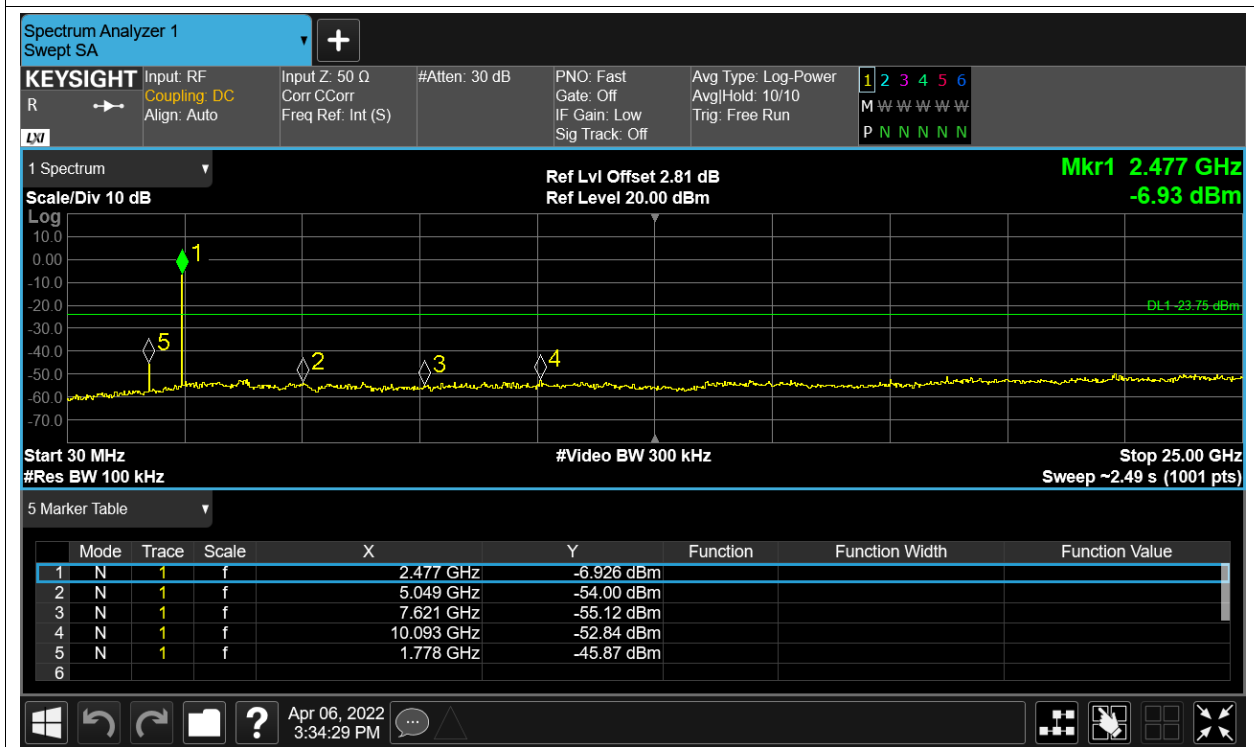 Spectrum Analyzer 1
Swept SA
KEYSIGHT
R
LXI
Input: RF
Coupling: DC
Align: Auto
Input Z: 50 Ω
Corr CCorr
Freq Ref: Int (S)
#Atten: 30 dB
PNO: Fast
Gate: Off
IF Gain: Low
Sig Track: Off
Avg Type: Log-Power
Avg|Hold: 10/10
Trig: Free Run
1 2 3 4 5 6
M W W W W W
P N N N N N
1 Spectrum
Scale/Div 10 dB
Ref Lvl Offset 2.81 dB
Ref Level 20.00 dBm
Mkr1 2.477 GHz
-6.93 dBm
Log
10.0
0.00
-10.0
-20.0
-30.0
-40.0
-50.0
-60.0
-70.0
1
DL1 -23.75 dBm
5
2
3
4
Start 30 MHz
#Video BW 300 kHz
Stop 25.00 GHz
#Res BW 100 kHz
Sweep ~2.49 s (1001 pts)
5 Marker Table
Mode Trace Scale X Y Function Function Width Function Value
1 N 1 f 2.477 GHz -6.926 dBm
2 N 1 f 5.049 GHz -54.00 dBm
3 N 1 f 7.621 GHz -55.12 dBm
4 N 1 f 10.093 GHz -52.84 dBm
5 N 1 f 1.778 GHz -45.87 dBm
6
?
Apr 06, 2022
3:34:29 PM